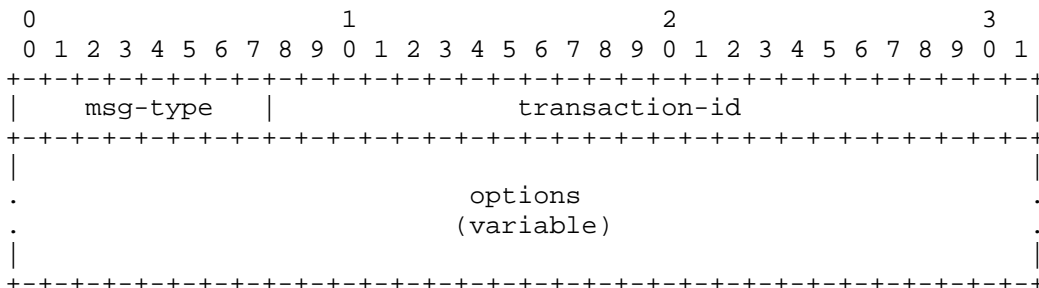 0                   1                   2                   3
0 1 2 3 4 5 6 7 8 9 0 1 2 3 4 5 6 7 8 9 0 1 2 3 4 5 6 7 8 9 0 1
+-+-+-+-+-+-+-+-+-+-+-+-+-+-+-+-+-+-+-+-+-+-+-+-+-+-+-+-+-+-+-+-+
|    msg-type   |               transaction-id                  |
+-+-+-+-+-+-+-+-+-+-+-+-+-+-+-+-+-+-+-+-+-+-+-+-+-+-+-+-+-+-+-+-+
|                                                               |
.                            options                            .
.                           (variable)                          .
|                                                               |
+-+-+-+-+-+-+-+-+-+-+-+-+-+-+-+-+-+-+-+-+-+-+-+-+-+-+-+-+-+-+-+-+